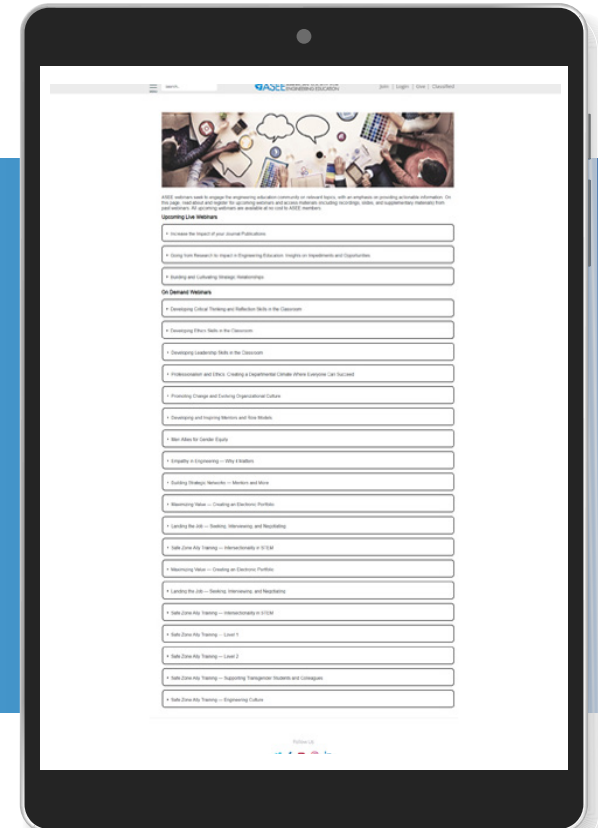 search..
ASEE
ENGINEERING EDUCATION
Join | Login | Give | Classified
ASEE webinars seek to engage the engineering education community on relevant topics, with an emphasis on providing actionable information. On
this page, read about and register for upcoming webinars and access materials (including recordings, slides, and supplementary materials) from
past webinars. All upcoming webinars are available at no cost to ASEE members.
Upcoming Live Webinars
Increase the Impact of your Journal Publications
Going from Research to Impact in Engineering Education: Insights on Impediments and Opportunities
Building and Cultivating Strategic Relationships
On Demand Webinars
Developing Critical Thinking and Reflection Skills in the Classroom
Developing Ethics Skills in the Classroom
Developing Leadership Skills in the Classroom
Professionalism and Ethics: Creating a Departmental Climate Where Everyone Can Succeed
Promoting Change and Evolving Organizational Culture
Developing and Inspiring Mentors and Role Models
Men Allies for Gender Equity
Empathy in Engineering — Why it Matters
Building Strategic Networks — Mentors and More
Maximizing Value — Creating an Electronic Portfolio
Landing the Job — Seeking, Interviewing, and Negotiating
Safe Zone Ally Training — Intersectionality in STEM
Maximizing Value — Creating an Electronic Portfolio
Landing the Job — Seeking, Interviewing, and Negotiating
Safe Zone Ally Training — Intersectionality in STEM
Safe Zone Ally Training — Level 1
Safe Zone Ally Training — Level 2
Safe Zone Ally Training — Supporting Transgender Students and Colleagues
Safe Zone Ally Training — Engineering Culture
Follow Us